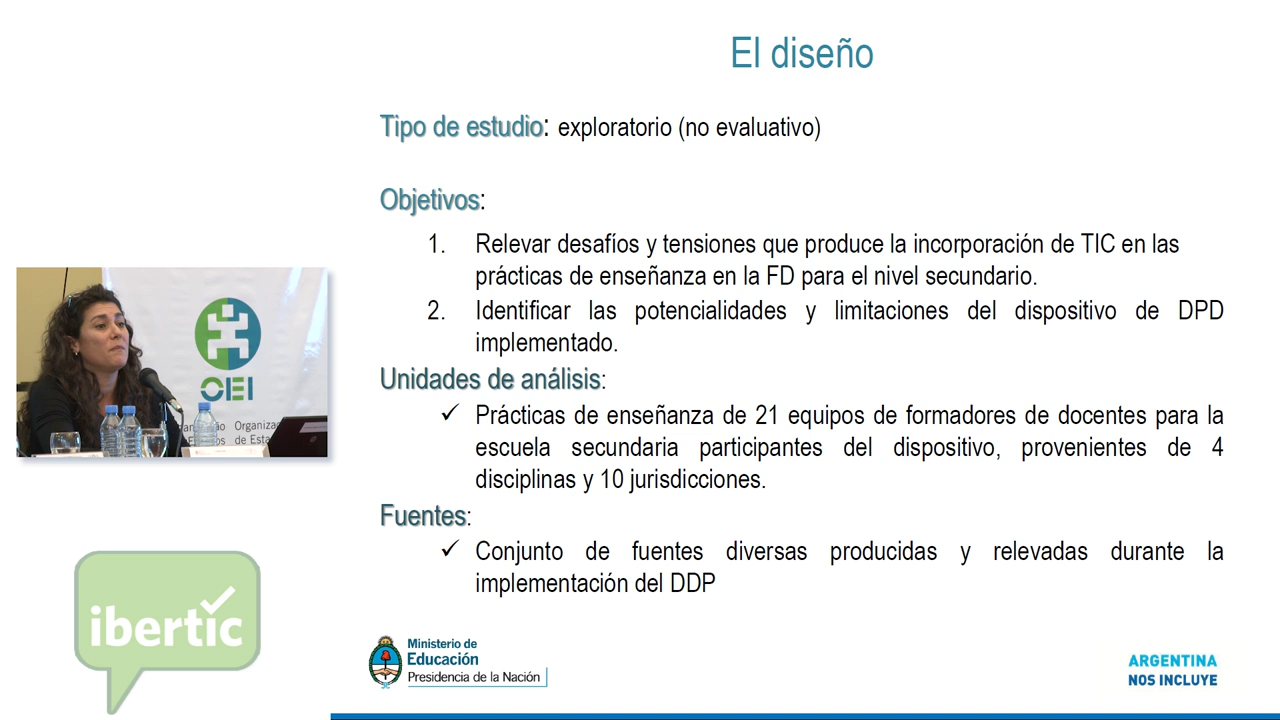 El diseño
Tipo de estudio: exploratorio (no evaluativo)
Objetivos:
1. Relevar desafíos y tensiones que produce la incorporación de TIC en las
prácticas de enseñanza en la FD para el nivel secundario.
2. Identificar las potencialidades y limitaciones del dispositivo de DPD
implementado.
Unidades de análisis:
✓ Prácticas de enseñanza de 21 equipos de formadores de docentes para la
escuela secundaria participantes del dispositivo, provenientes de 4
disciplinas y 10 jurisdicciones.
Fuentes:
✓ Conjunto de fuentes diversas producidas y relevadas durante la
implementación del DDP
OEI
de Esta
ibertic
Ministerio de
Educación
Presidencia de la Nación
ARGENTINA
NOS INCLUYE